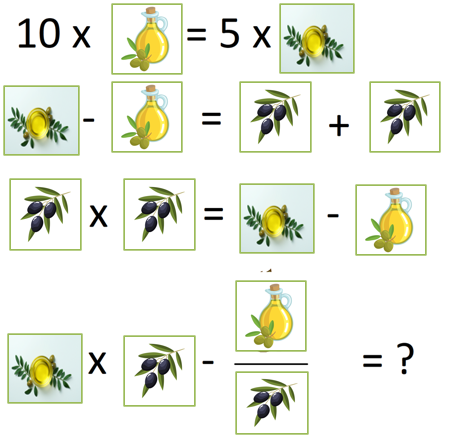 10 x = 5 x
- = +
x = -
x - = ?